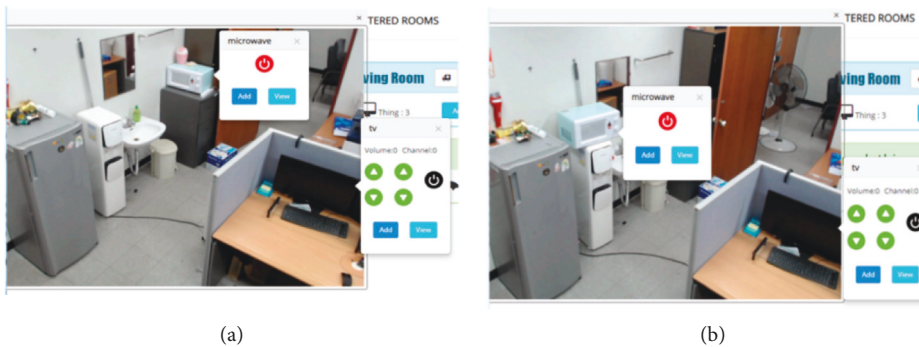 × TERED ROOMS
microwave ×
ving Room
Add View
Thing : 3
tv ×
Volume:0 Channel:0
Add View
(a)
× TERED ROOMS
ving Room
microwave ×
Thing : 3
Add View
tv
Volume:0 Channel:0
Add View
(b)